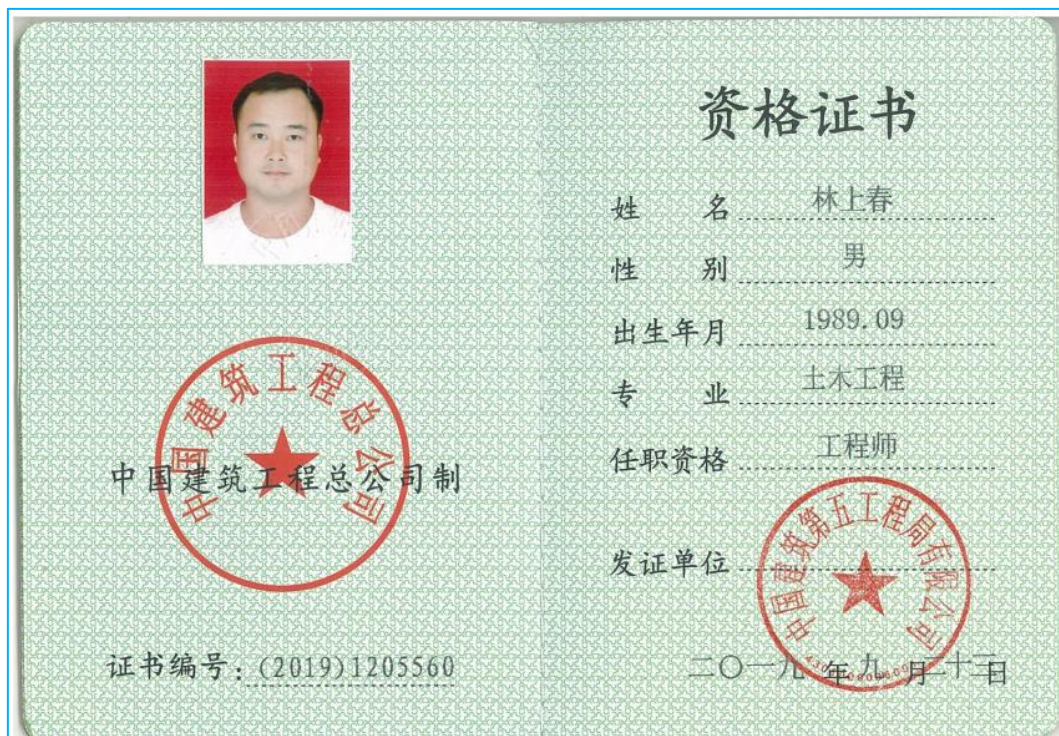 中国建筑工程总公司
中国建筑工程总公司制
证书编号：(2019)1205560
资格证书
姓 名 林上春
性 别 男
出生年月 1989.09
专 业 土木工程
任职资格 工程师
发证单位
中国建筑第五工程局有限公司
二〇一九年九月二十二日